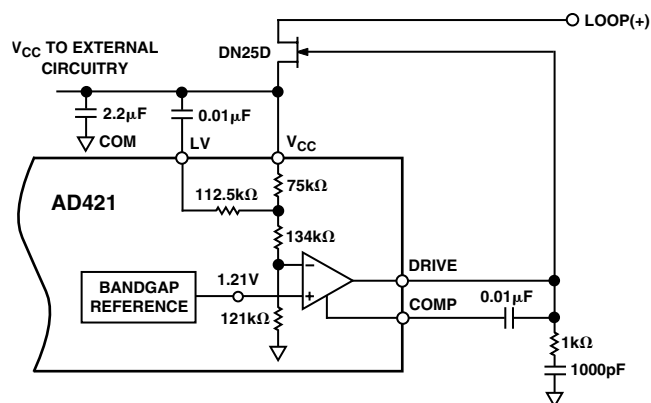 LOOP(+)
DN25D
V_CC TO EXTERNAL
CIRCUITRY
2.2μF
0.01μF
COM
LV
V_CC
112.5kΩ
75kΩ
AD421
134kΩ
DRIVE
BANDGAP
REFERENCE
1.21V
−
+
COMP
0.01μF
121kΩ
1kΩ
1000pF